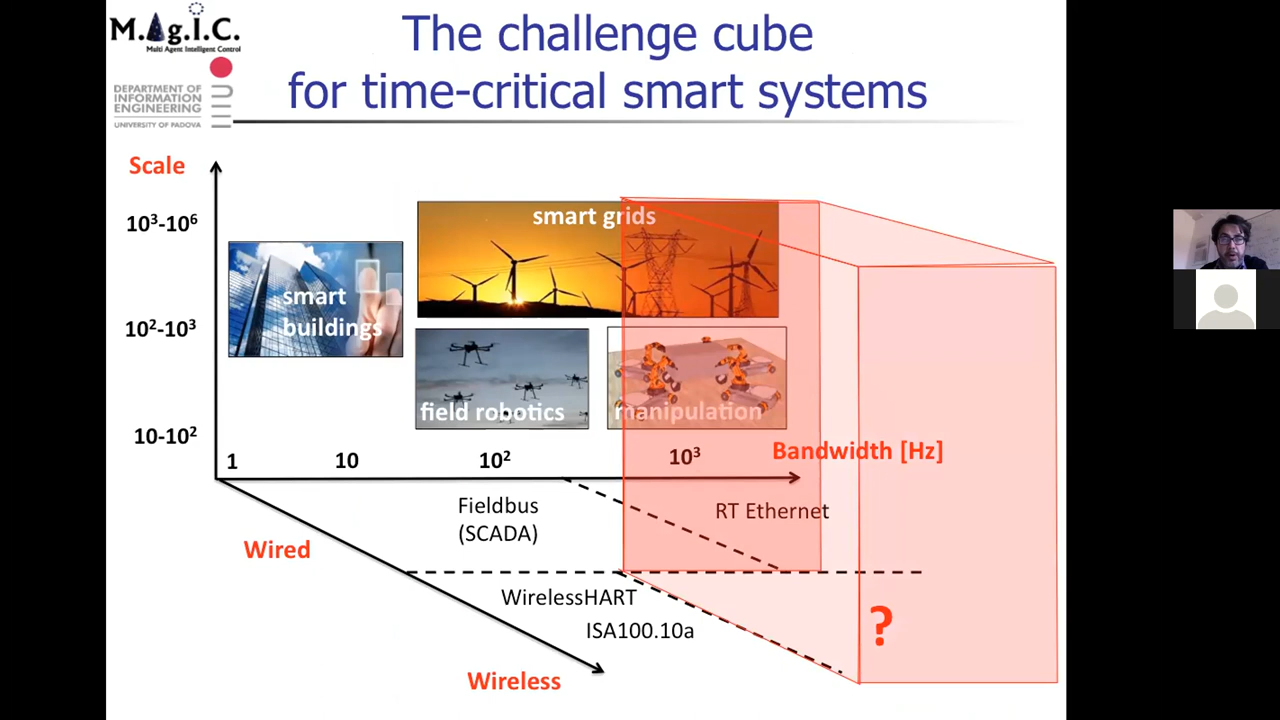 M.AgI.C.
Multi Agent Intelligent Control
DEPARTMENT OF
INFORMATION
ENGINEERING
UNIVERSITY OF PADOVA
The challenge cube
for time-critical smart systems
Scale
10³-10⁶
10²-10³
10-10²
smart
buildings
smart grids
field robotics
manipulation
1
10
10²
10³
Bandwidth [Hz]
Fieldbus
(SCADA)
RT Ethernet
Wired
WirelessHART
ISA100.10a
?
Wireless